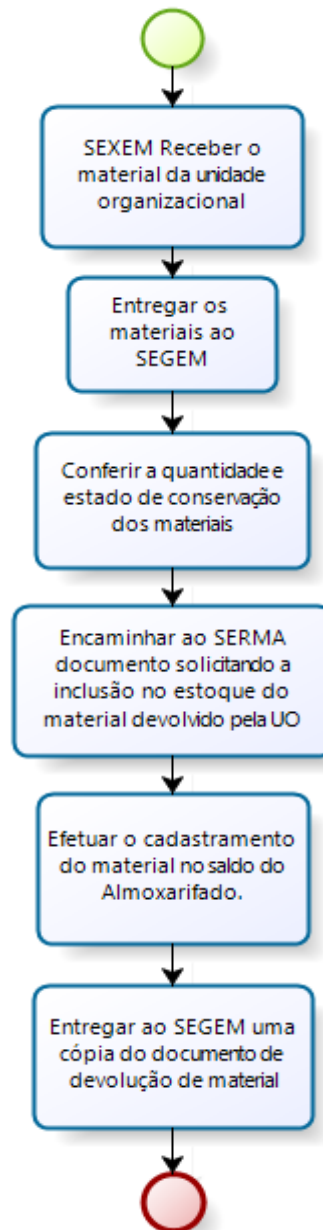 SEXEM Receber o
material da unidade
organizacional
Entregar os
materiais ao
SEGEM
Conferir a quantidade e
estado de conservação
dos materiais
Encaminhar ao SERMA
documento solicitando a
inclusão no estoque do
material devolvido pela UO
Efetuar o cadastramento
do material no saldo do
Almoxarifado.
Entregar ao SEGEM uma
cópia do documento de
devolução de material